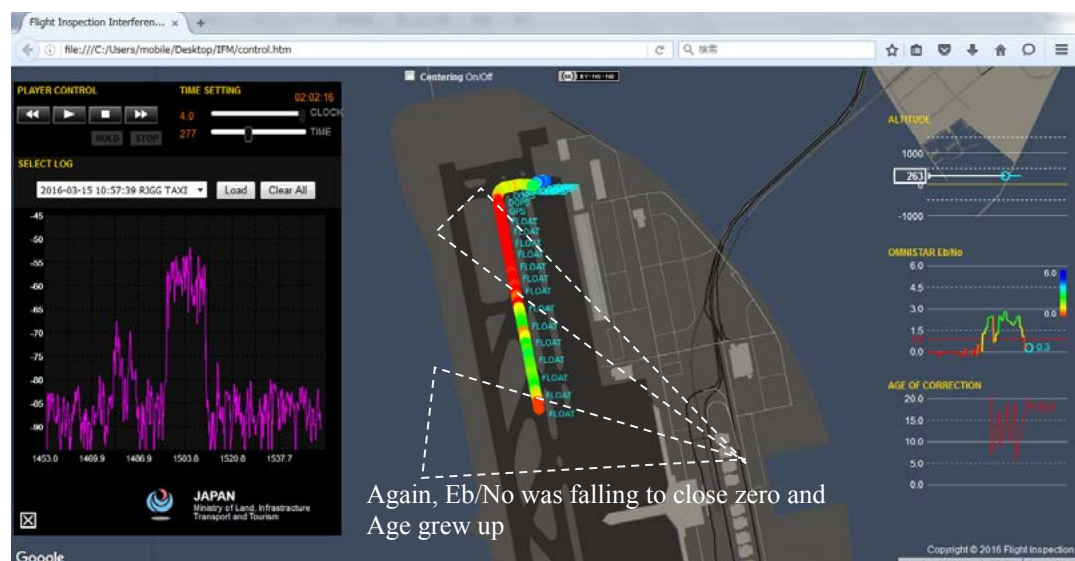 Flight Inspection Interferen... × +
file:///C:/Users/mobile/Desktop/IFM/control.htm
検索
PLAYER CONTROL
TIME SETTING
02:02:16
4.0
CLOCK
HOLD STOP
277
TIME
SELECT LOG
2016-03-15 10:57:39 RJGG TAXI
Load
Clear All
-45
-50
-55
-60
-65
-70
-75
-80
-85
-90
1453.0 1469.9 1486.9 1503.8 1520.8 1537.7
JAPAN
Ministry of Land, Infrastracture
Transport and Tourism
Google
Centering On/Off
BY-NC-ND
GPS
FLOAT
FLOAT
FLOAT
FLOAT
FLOAT
FLOAT
FLOAT
FLOAT
FLOAT
FLOAT
FLOAT
FLOAT
FLOAT
FLOAT
Again, Eb/No was falling to close zero and
Age grew up
ALTITUDE
1000
263
0
-1000
OMNISTAR Eb/No
6.0
6.0
4.5
3.0
0.0
1.5
0.0
0.3
AGE OF CORRECTION
20.0
15.0
10.0
5.0
0.0
Copyright © 2016 Flight Inspection